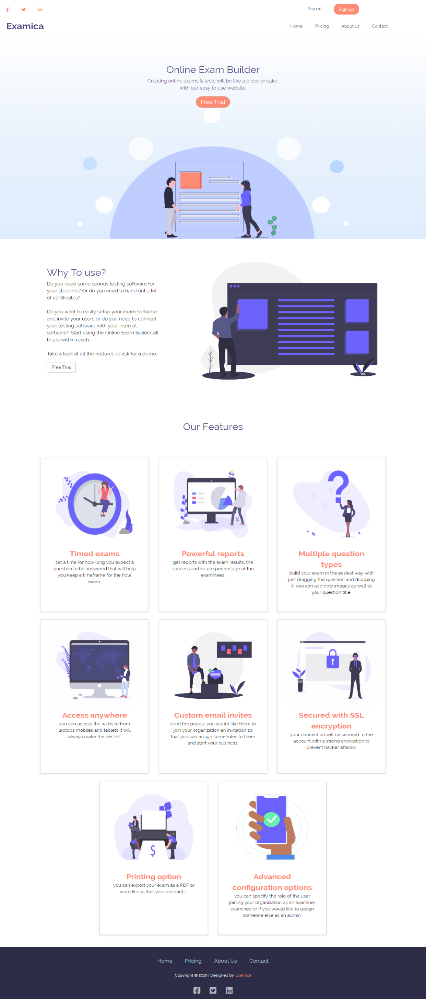 Sign in
Sign up
Examica
Home
Pricing
About us
Contact
Online Exam Builder
Creating online exams & tests will be like a piece of cake
with our easy to use website.
Free Trial
Why To use?
Do you need some serious testing software for
your students? Or do you need to hand out a lot
of certificates?
Do you want to easily setup your exam software
and invite your users or do you need to connect
your testing software with your internal
software? Start using the Online Exam Builder all
this is within reach.
Take a look at all the features or ask for a demo.
Free Trial
Our Features
Timed exams
set a time for how long you expect a
question to be answered that will help
you keep a timeframe for the hole
exam.
Powerful reports
get reports with the exam results, the
success and failure percentage of the
examinees.
Multiple question
types
build your exam in the easiest way with
just dragging the question and dropping
it. you can add now images as well to
your question title.
Access anywhere
you can access the website from
laptops mobiles and tablets it will
always make the best fit.
Custom email invites
send the people you would like them to
join your organization an invitation so
that you can assign some roles to them
and start your business.
Secured with SSL
encryption
your connection will be secured to the
account with a strong encryption to
prevent hacker attacks.
Printing option
you can export your exam as a PDF or
word file so that you can print it.
Advanced
configuration options
you can specify the role of the user
joining your organization as an examiner
examinee or if you would like to assign
someone else as an admin.
Home
Pricing
About Us
Contact
Copyright © 2019 | Designed by Examica